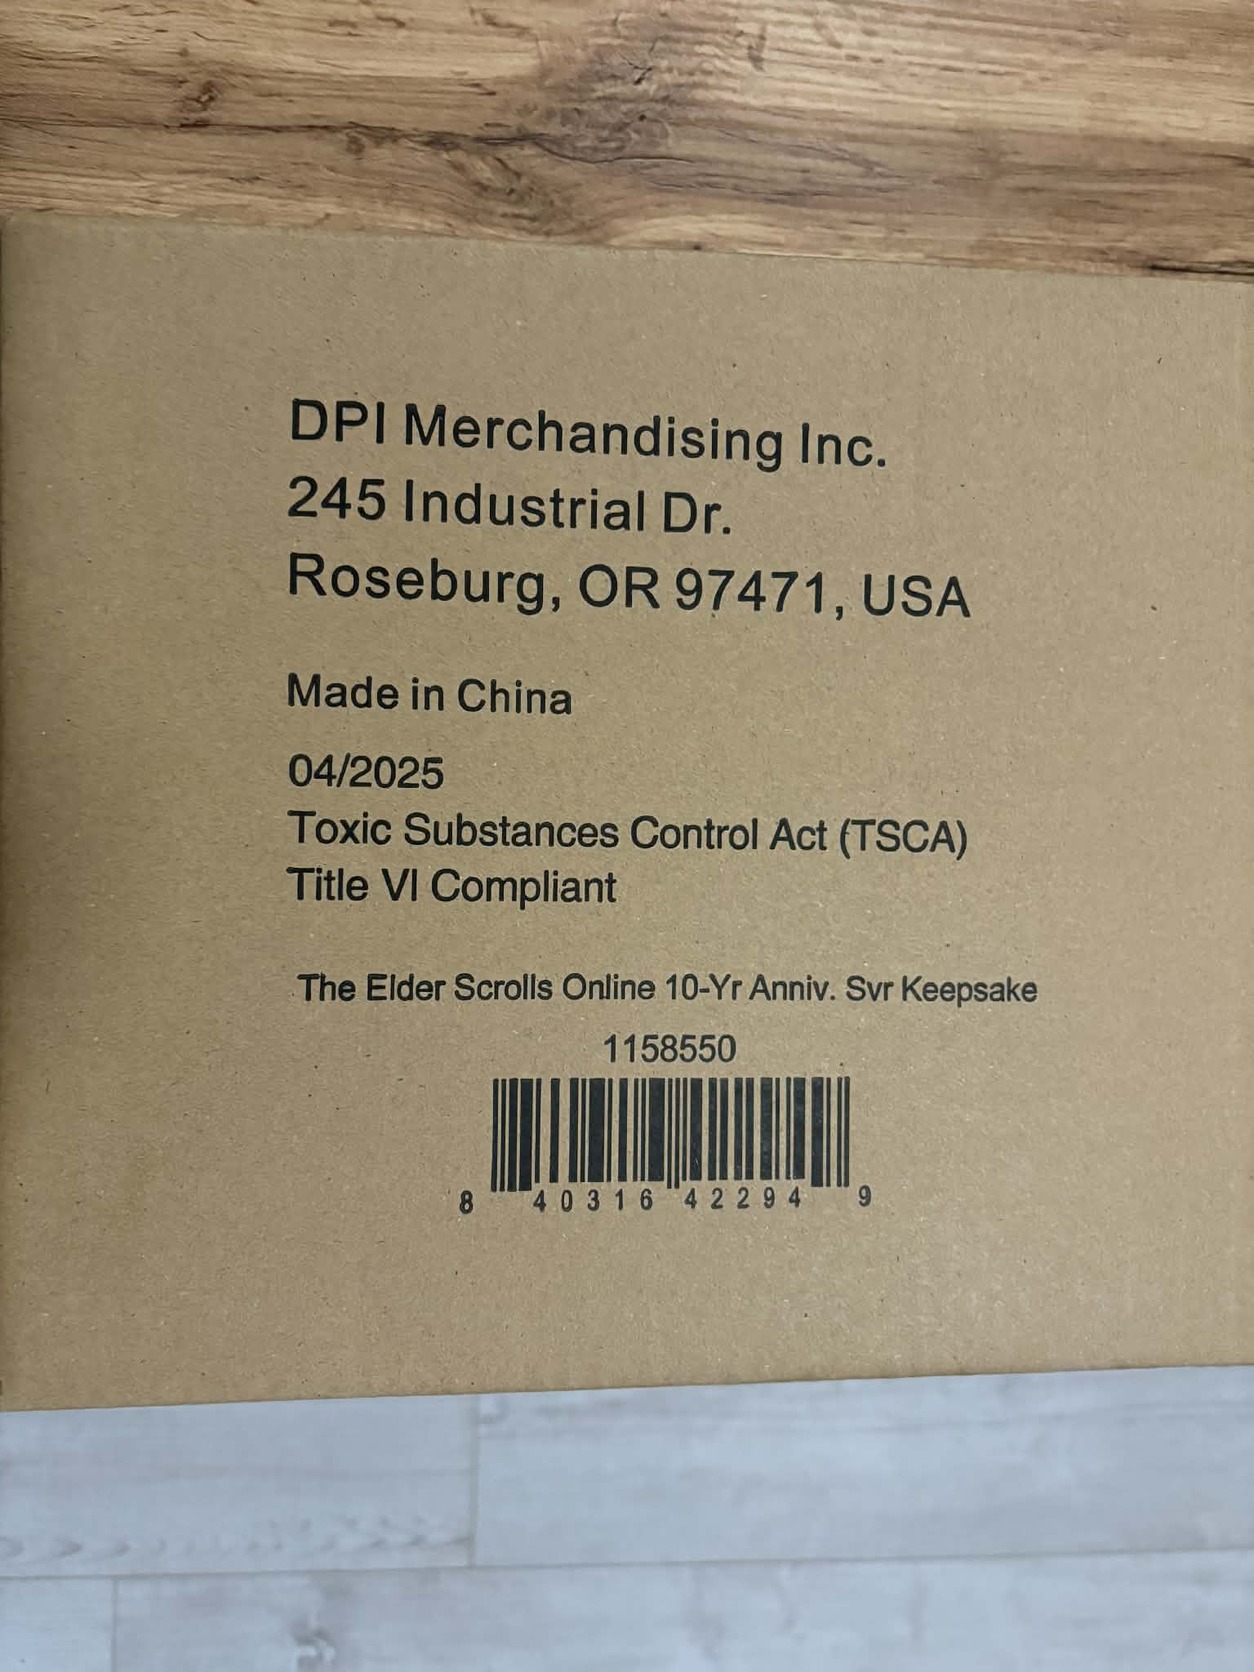 DPI Merchandising Inc.
245 Industrial Dr.
Roseburg, OR 97471, USA
Made in China
04/2025
Toxic Substances Control Act (TSCA)
Title VI Compliant
The Elder Scrolls Online 10-Yr Anniv. Svr Keepsake
1158550
8 40316 42294 9